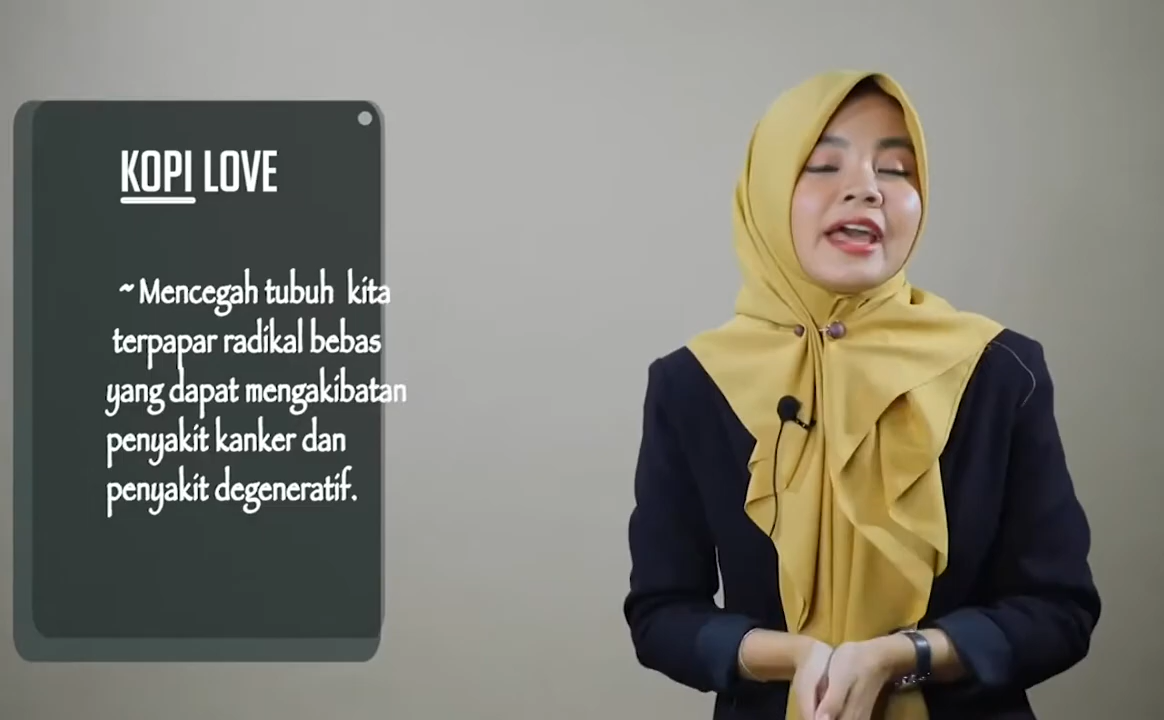 KOPI LOVE
~ Mencegah tubuh kita
terpapar radikal bebas
yang dapat mengakibatan
penyakit kanker dan
penyakit degeneratif.